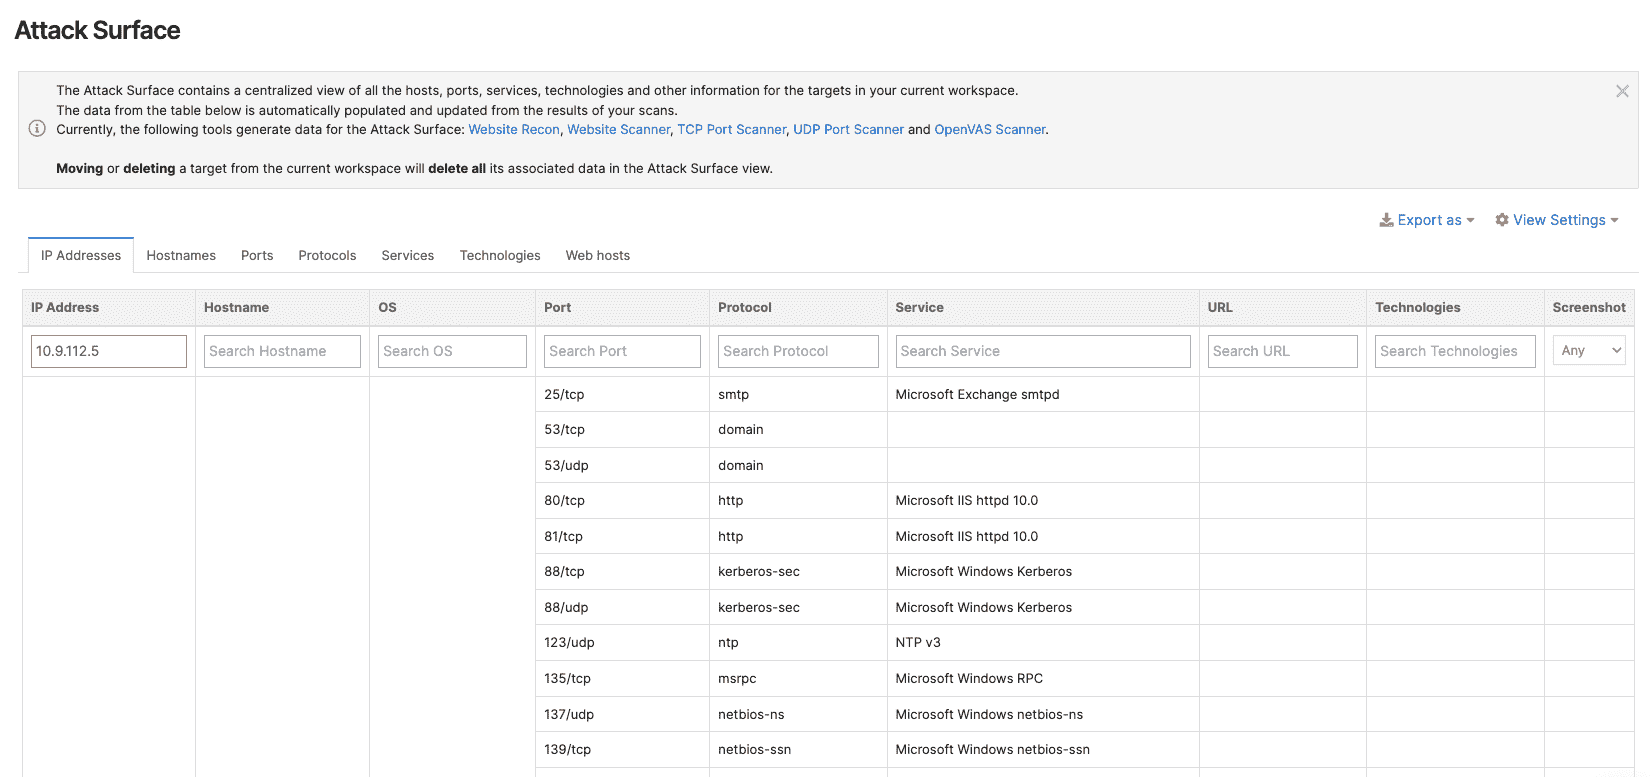 Attack Surface
The Attack Surface contains a centralized view of all the hosts, ports, services, technologies and other information for the targets in your current workspace.
The data from the table below is automatically populated and updated from the results of your scans.
Currently, the following tools generate data for the Attack Surface: Website Recon, Website Scanner, TCP Port Scanner, UDP Port Scanner and OpenVAS Scanner.
Moving or deleting a target from the current workspace will delete all its associated data in the Attack Surface view.
Export as View Settings
IP Addresses Hostnames Ports Protocols Services Technologies Web hosts
IP Address Hostname OS Port Protocol Service URL Technologies Screenshot
10.9.112.5 Search Hostname Search OS Search Port Search Protocol Search Service Search URL Search Technologies Any
25/tcp smtp Microsoft Exchange smtpd
53/tcp domain
53/udp domain
80/tcp http Microsoft IIS httpd 10.0
81/tcp http Microsoft IIS httpd 10.0
88/tcp kerberos-sec Microsoft Windows Kerberos
88/udp kerberos-sec Microsoft Windows Kerberos
123/udp ntp NTP v3
135/tcp msrpc Microsoft Windows RPC
137/udp netbios-ns Microsoft Windows netbios-ns
139/tcp netbios-ssn Microsoft Windows netbios-ssn